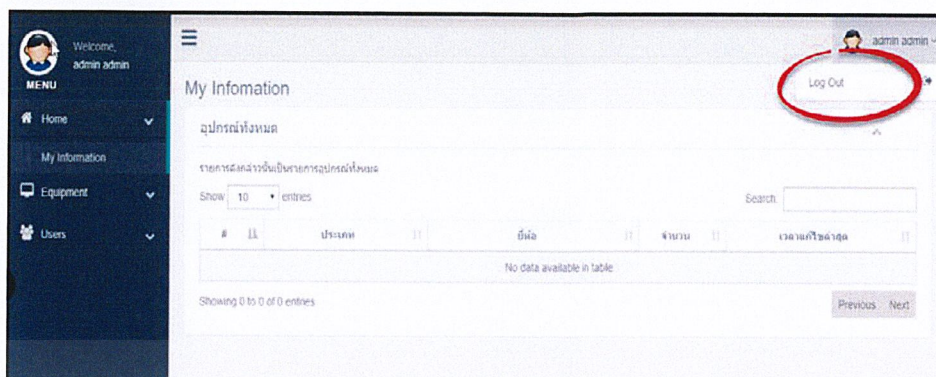 Welcome,
admin admin
MENU
Home
My Information
Equipment
Users
admin admin
Log Out
My Infomation
อุปกรณ์ทั้งหมด
รายการดังกล่าวนั้นเป็นรายการอุปกรณ์ทั้งหมด
Show 10 entries
Search:
# ประเภท ยี่ห้อ จำนวน เวลาแก้ไขล่าสุด
No data available in table
Showing 0 to 0 of 0 entries
Previous Next